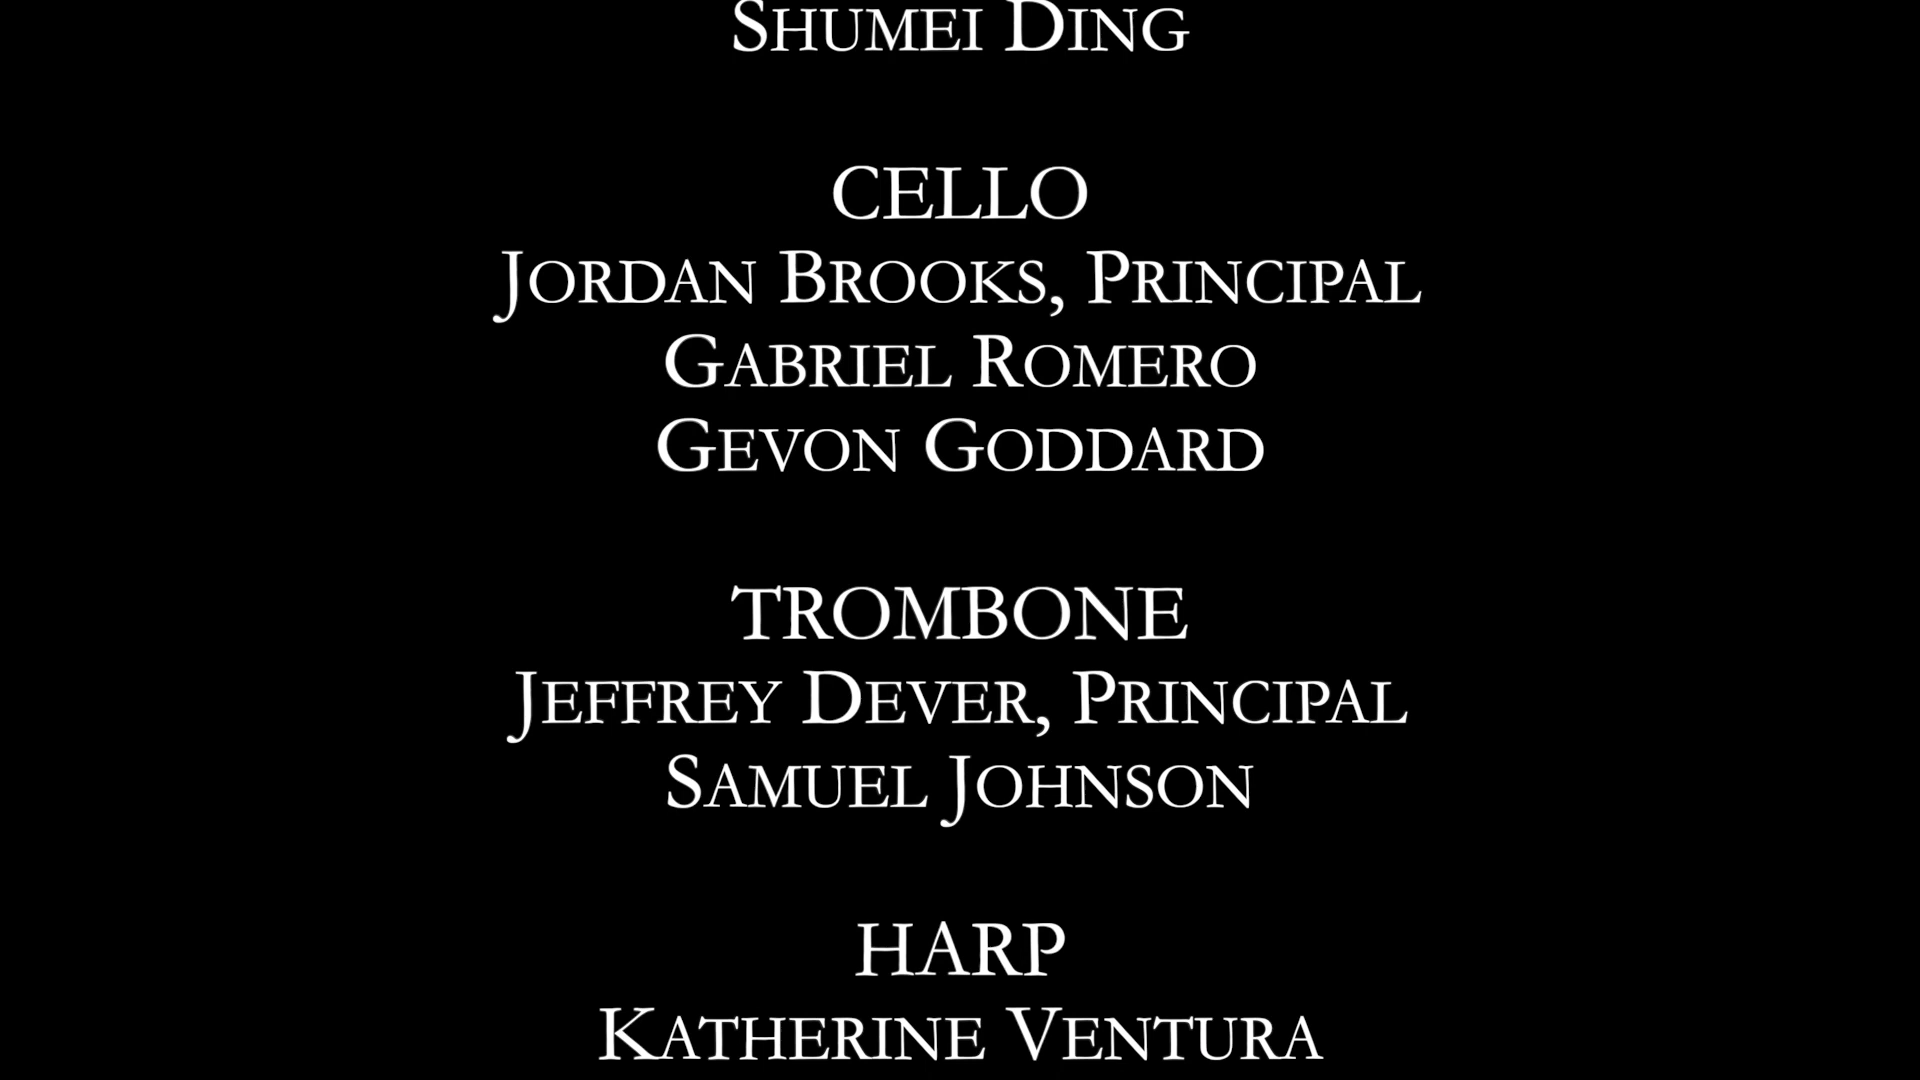 SHUMEI DING
CELLO
JORDAN BROOKS, PRINCIPAL
GABRIEL ROMERO
GEVON GODDARD
TROMBONE
JEFFREY DEVER, PRINCIPAL
SAMUEL JOHNSON
HARP
KATHERINE VENTURA